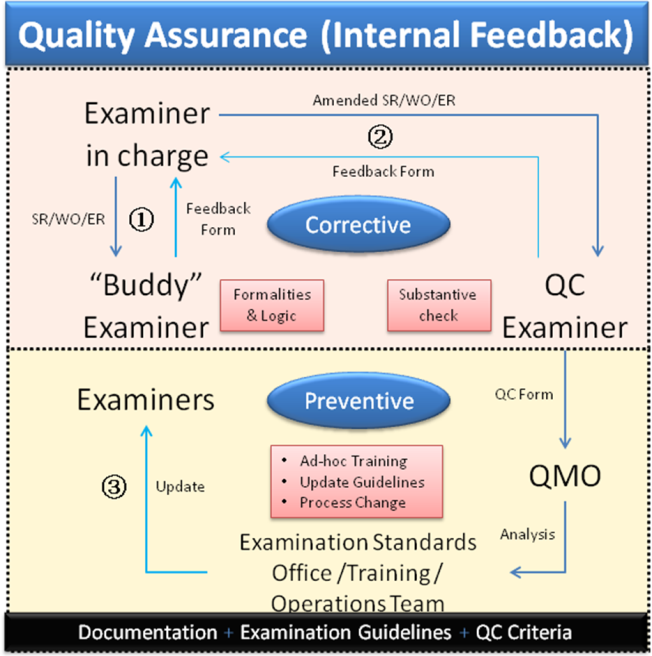 Quality Assurance (Internal Feedback)
Amended SR/WO/ER
Examiner
in charge
②
Feedback Form
SR/WO/ER
①
Feedback
Form
Corrective
"Buddy"
Examiner
Formalities
& Logic
Substantive
check
QC
Examiner
Examiners
Preventive
QC Form
③
Update
• Ad-hoc Training
• Update Guidelines
• Process Change
QMO
Analysis
Examination Standards
Office /Training/
Operations Team
Documentation + Examination Guidelines + QC Criteria